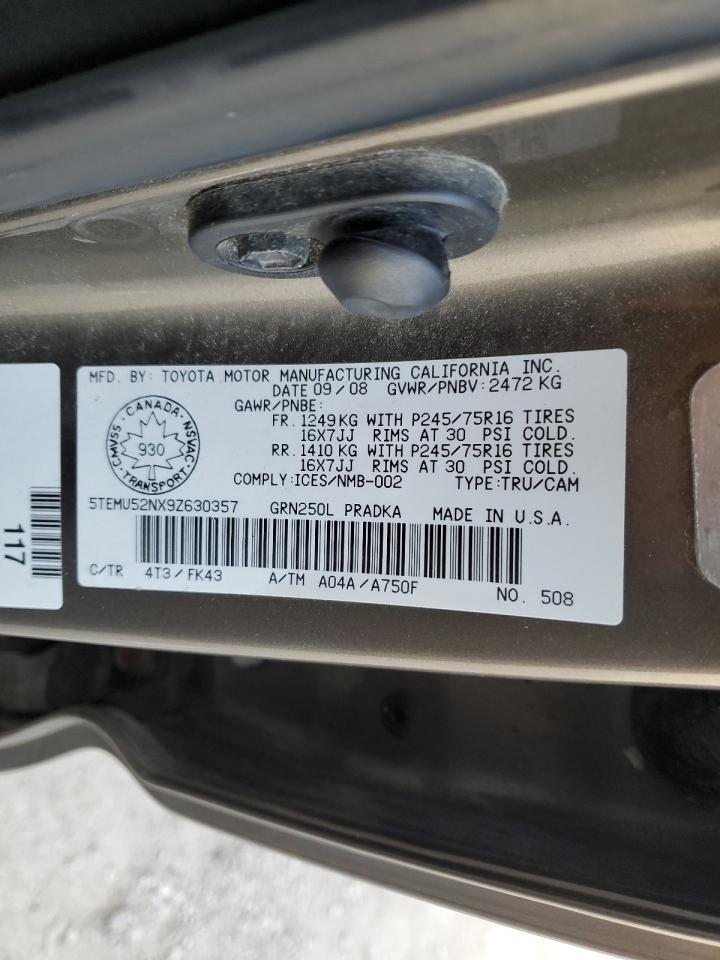 MFD. BY: TOYOTA MOTOR MANUFACTURING CALIFORNIA INC.
DATE 09/08 GVWR/PNBV: 2472 KG
GAWR/PNBE:
FR. 1249KG WITH P245/75R16 TIRES
16X7JJ RIMS AT 30 PSI COLD.
RR. 1410 KG WITH P245/75R16 TIRES
16X7JJ RIMS AT 30 PSI COLD.
COMPLY: ICES/NMB-002 TYPE: TRU/CAM
CANADA
CMVSS 930 NSVAC
TRANSPORT
5TEMU52NX9Z630357 GRN250L PRADKA MADE IN U.S.A.
C/TR 4T3/FK43 A/TM A04A/A750F NO. 508
117